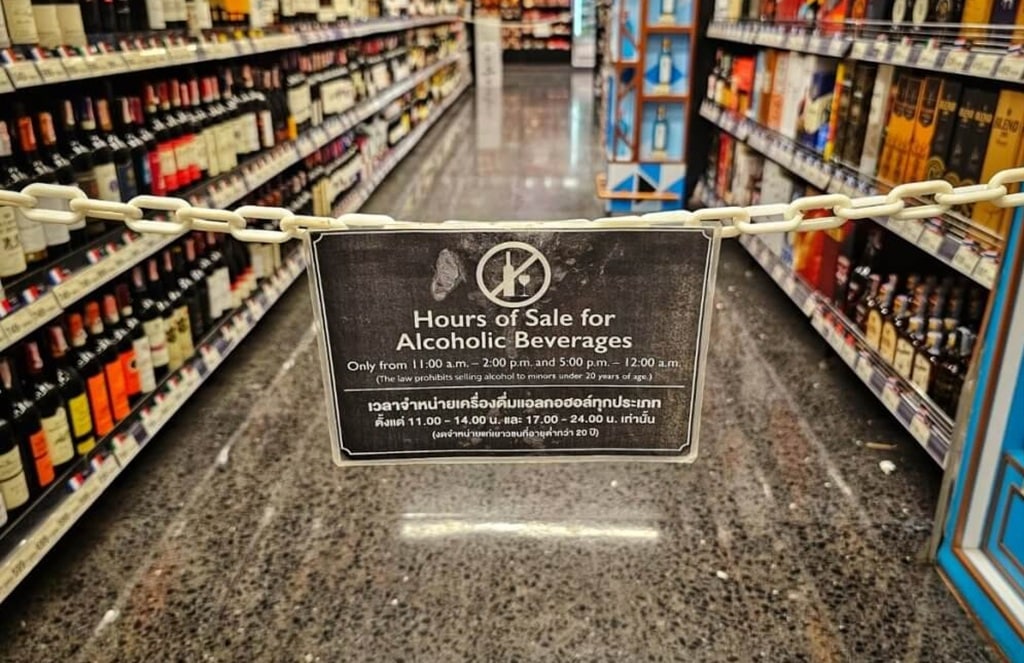 Hours of Sale for
Alcoholic Beverages
Only from 11:00 a.m. – 2:00 p.m. and 5:00 p.m. – 12:00 a.m.
(The law prohibits selling alcohol to minors under 20 years of age.)
เวลาจำหน่ายเครื่องดื่มแอลกอฮอล์ทุกประเภท
ตั้งแต่ 11.00 - 14.00 น. และ 17.00 - 24.00 น. เท่านั้น
(งดจำหน่ายแก่เยาวชนที่อายุต่ำกว่า 20 ปี)